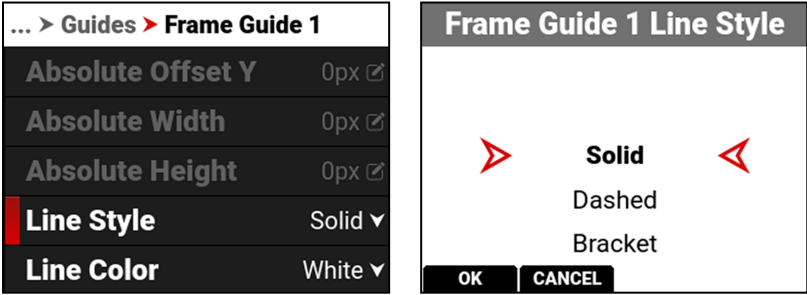 ... > Guides > Frame Guide 1
Absolute Offset Y 0px
Absolute Width 0px
Absolute Height 0px
Line Style Solid
Line Color White
Frame Guide 1 Line Style
Solid
Dashed
Bracket
OK CANCEL